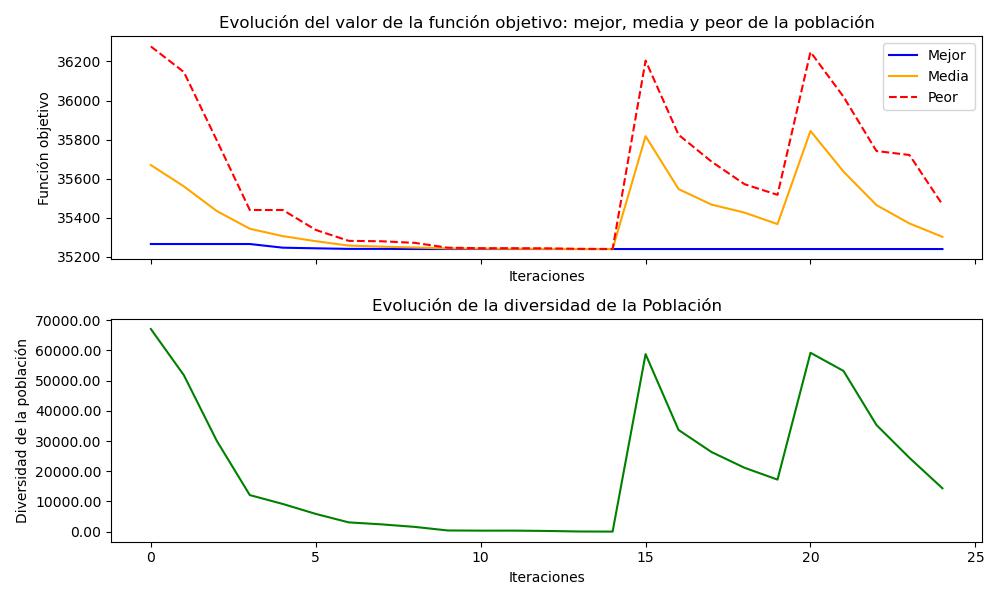 Evolución del valor de la función objetivo: mejor, media y peor de la población
Función objetivo
36200
36000
35800
35600
35400
35200
Mejor
Media
Peor
Iteraciones
Evolución de la diversidad de la Población
Diversidad de la población
70000.00
60000.00
50000.00
40000.00
30000.00
20000.00
10000.00
0.00
0 5 10 15 20 25
Iteraciones